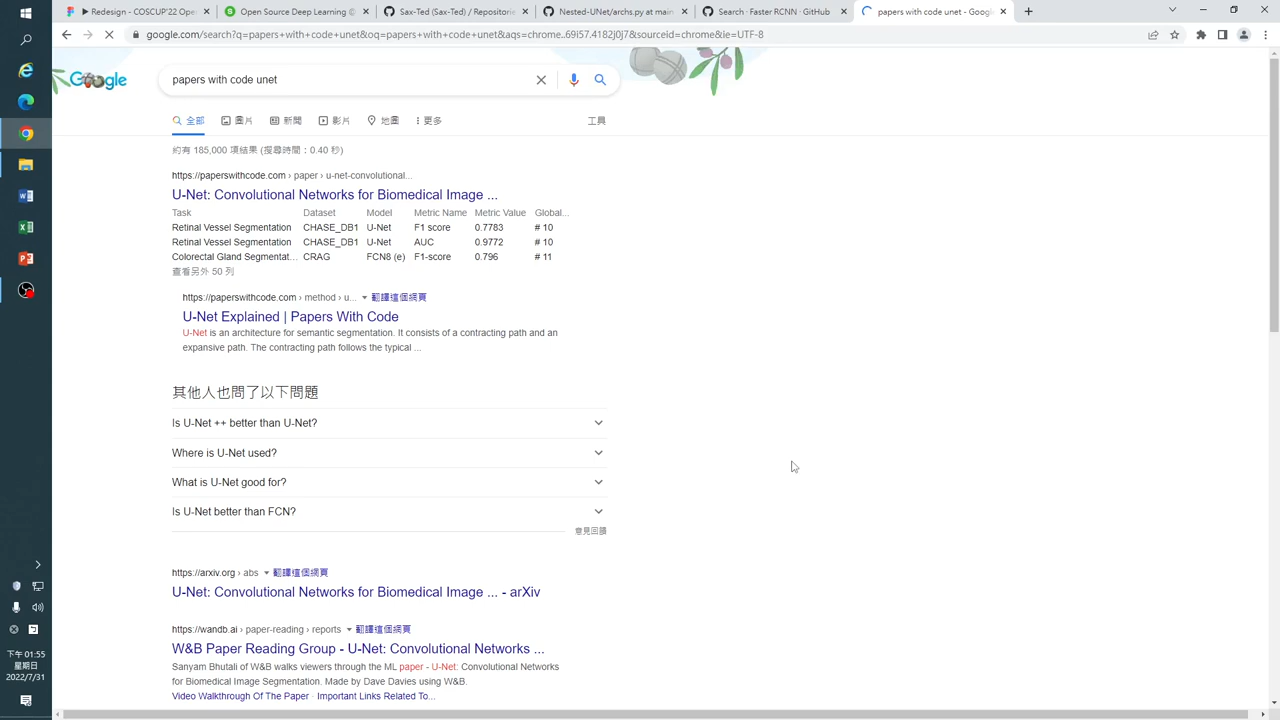 Redesign - COSCUP'22 Ope
Open Source Deep Learning @
Sax-Ted (Sax-Ted) / Repositorie
Nested-UNet/archs.py at main
Search · Faster RCNN · GitHub
papers with code unet - Goog
google.com/search?q=papers+with+code+unet&oq=papers+with+code+unet&aqs=chrome..69i57.4182j0j7&sourceid=chrome&ie=UTF-8
Google
papers with code unet
全部
圖片
新聞
影片
地圖
更多
工具
約有 185,000 項結果 (搜尋時間：0.40 秒)
https://paperswithcode.com › paper › u-net-convolutional...
U-Net: Convolutional Networks for Biomedical Image ...
Task Dataset Model Metric Name Metric Value Global...
Retinal Vessel Segmentation CHASE_DB1 U-Net F1 score 0.7783 # 10
Retinal Vessel Segmentation CHASE_DB1 U-Net AUC 0.9772 # 10
Colorectal Gland Segmentat... CRAG FCN8 (e) F1-score 0.796 # 11
查看另外 50 列
https://paperswithcode.com › method › u... 翻譯這個網頁
U-Net Explained | Papers With Code
U-Net is an architecture for semantic segmentation. It consists of a contracting path and an
expansive path. The contracting path follows the typical ...
其他人也問了以下問題
Is U-Net ++ better than U-Net?
Where is U-Net used?
What is U-Net good for?
Is U-Net better than FCN?
意見回饋
https://arxiv.org › abs 翻譯這個網頁
U-Net: Convolutional Networks for Biomedical Image ... - arXiv
https://wandb.ai › paper-reading › reports 翻譯這個網頁
W&B Paper Reading Group - U-Net: Convolutional Networks ...
Sanyam Bhutali of W&B walks viewers through the ML paper - U-Net: Convolutional Networks
for Biomedical Image Segmentation. Made by Dave Davies using W&B.
Video Walkthrough Of The Paper · Important Links Related To...
下午 01:55
星期日
2022/7/31